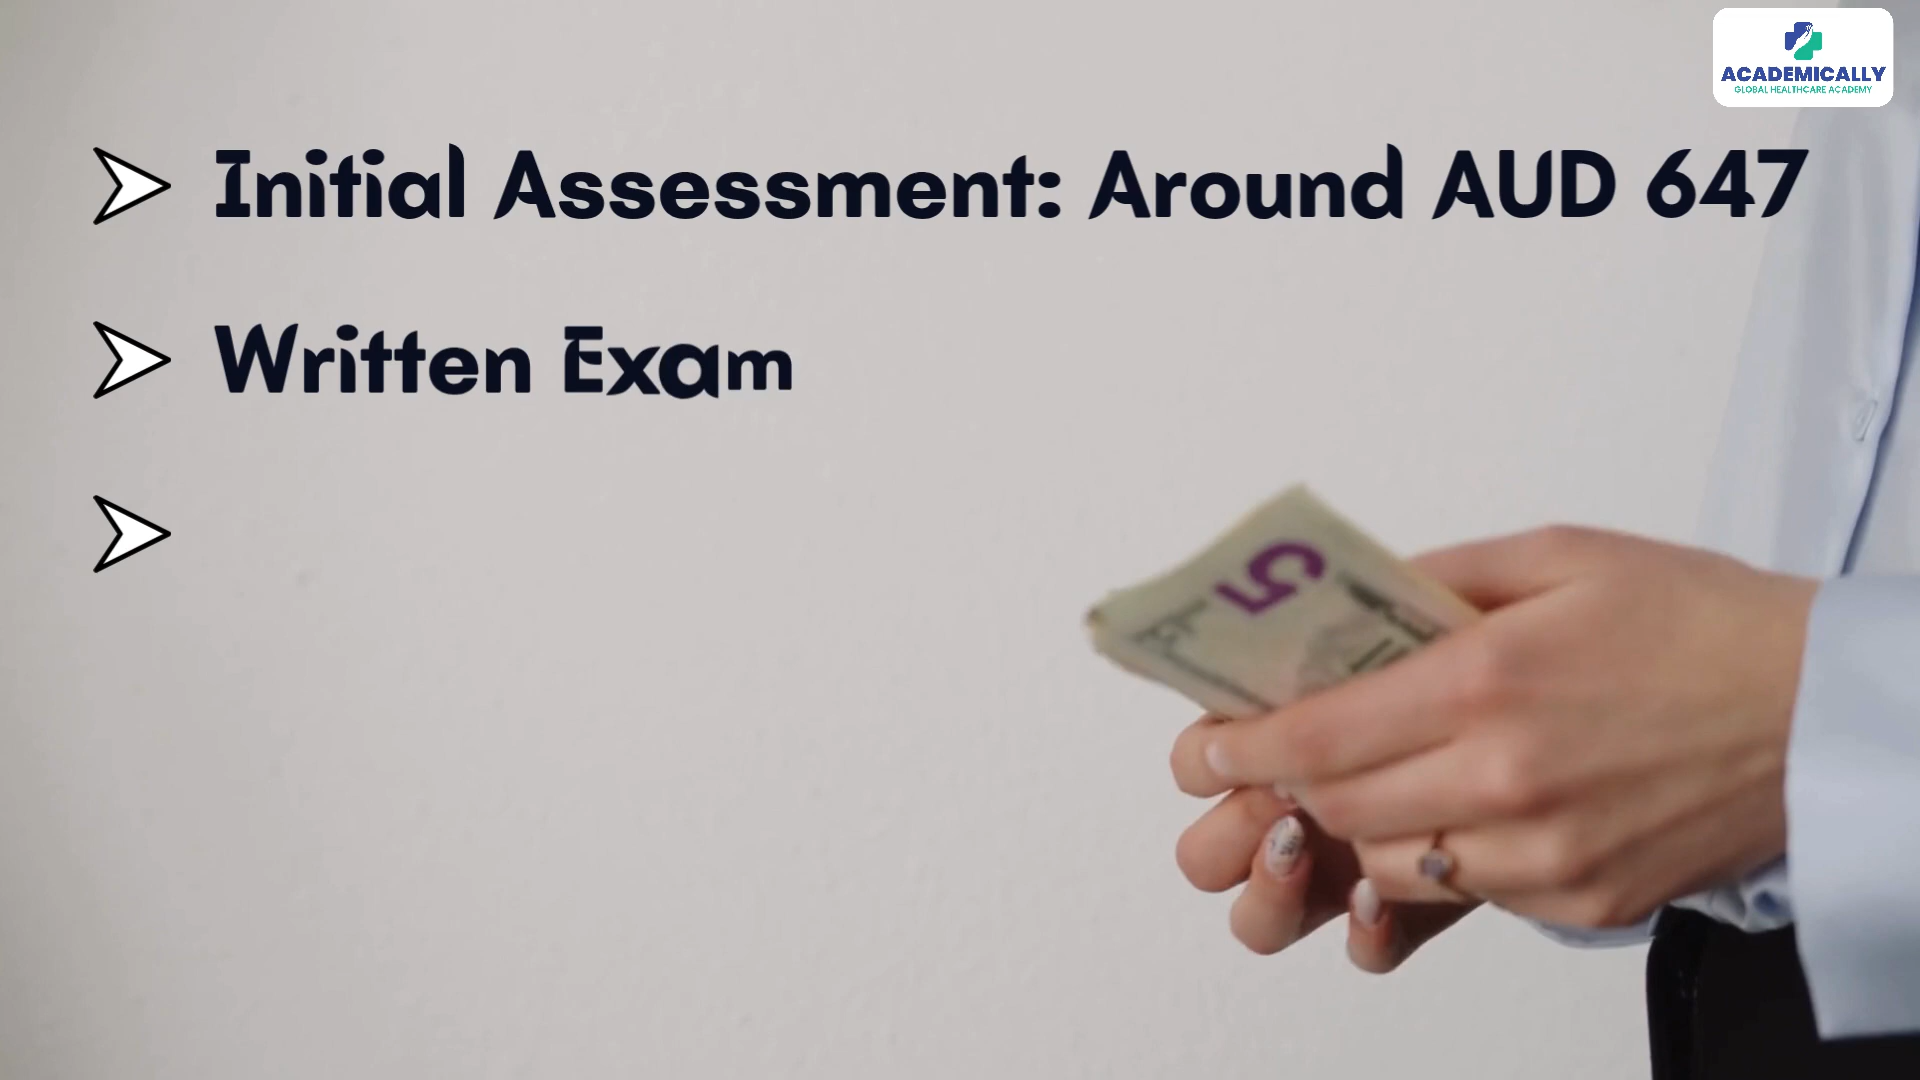 ACADEMICALLY
GLOBAL HEALTHCARE ACADEMY
Initial Assessment: Around AUD 647
Written Exam
5